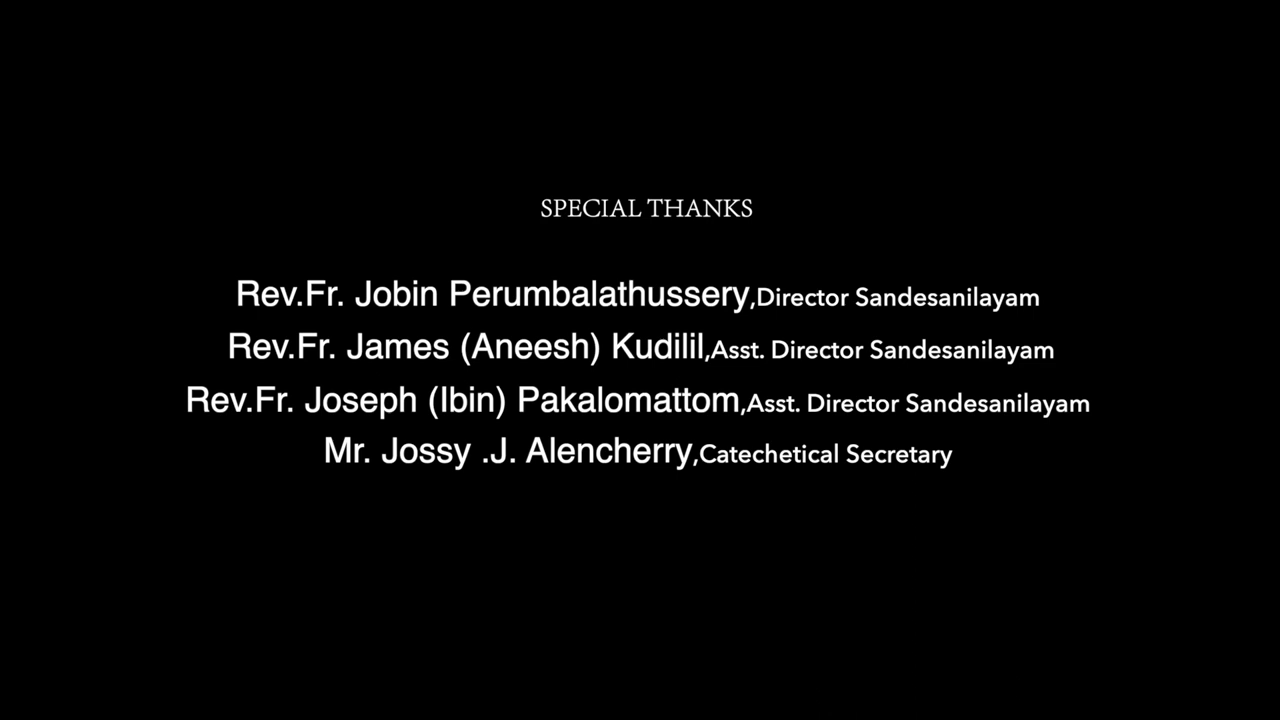 SPECIAL THANKS
Rev.Fr. Jobin Perumbalathussery,Director Sandesanilayam
Rev.Fr. James (Aneesh) Kudilil,Asst. Director Sandesanilayam
Rev.Fr. Joseph (Ibin) Pakalomattom,Asst. Director Sandesanilayam
Mr. Jossy .J. Alencherry,Catechetical Secretary